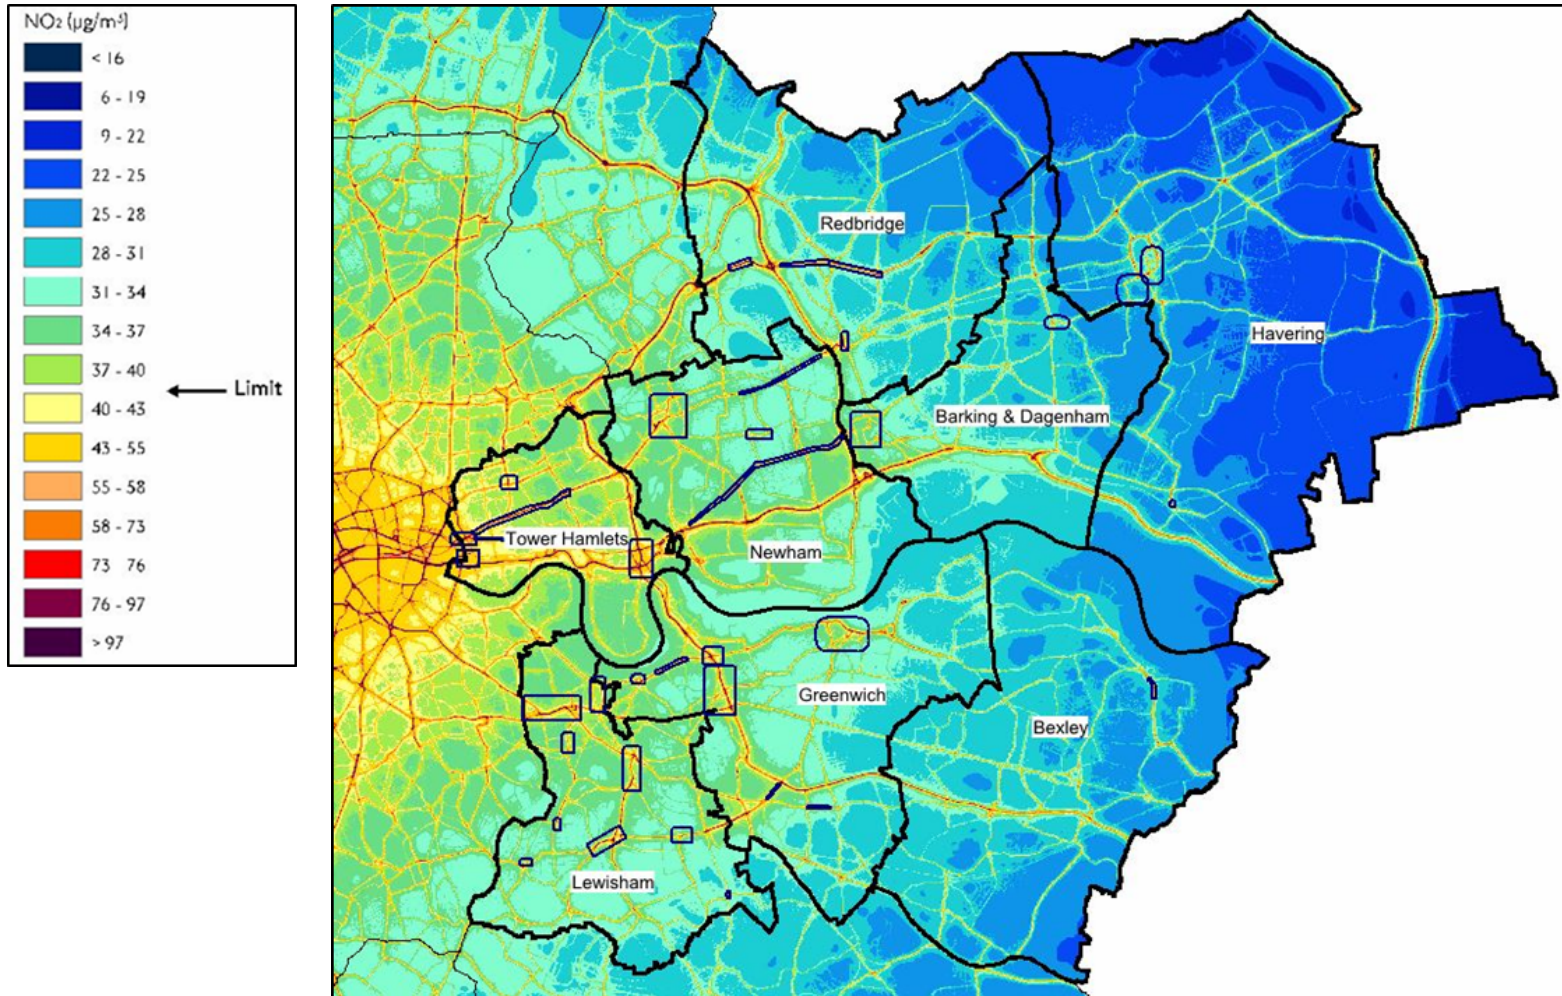 NO₂ (µg/m³)
< 16
6 - 19
9 - 22
22 - 25
25 - 28
28 - 31
31 - 34
34 - 37
37 - 40
40 - 43
43 - 55
55 - 58
58 - 73
73 76
76 - 97
> 97
Limit
Redbridge
Havering
Barking & Dagenham
Tower Hamlets
Newham
Greenwich
Bexley
Lewisham